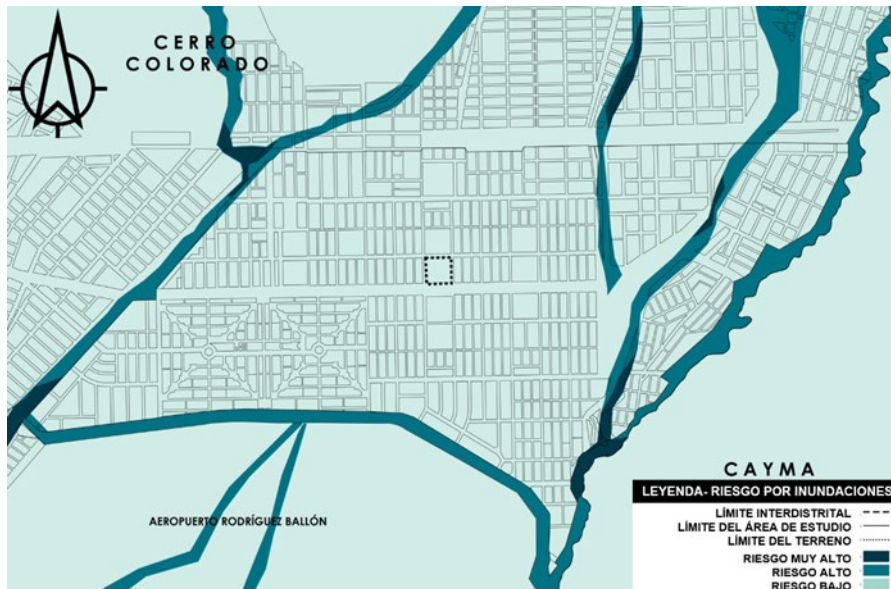 CERRO
COLORADO
AEROPUERTO RODRÍGUEZ BALLÓN
CAYMA
LEYENDA- RIESGO POR INUNDACIONES
LÍMITE INTERDISTRITAL
LÍMITE DEL ÁREA DE ESTUDIO
LÍMITE DEL TERRENO
RIESGO MUY ALTO
RIESGO ALTO
RIESGO BAJO